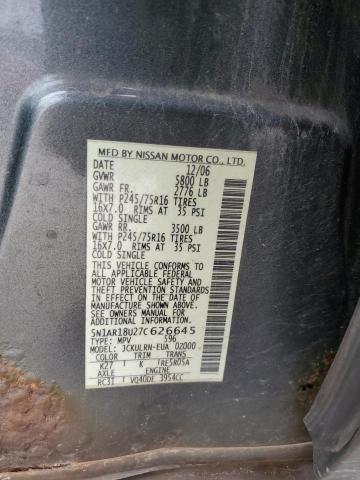 MFD BY NISSAN MOTOR CO., LTD.
DATE 12/06
GVWR 5800 LB
GAWR FR. 2776 LB
WITH P245/75R16 TIRES
16X7.0 RIMS AT 35 PSI
COLD SINGLE
GAWR RR. 3500 LB
WITH P245/75R16 TIRES
16X7.0 RIMS AT 35 PSI
COLD SINGLE
THIS VEHICLE CONFORMS TO
ALL APPLICABLE FEDERAL
MOTOR VEHICLE SAFETY
STANDARDS IN EFFECT ON THE
DATE OF MFR. SHOWN ABOVE.
SEE OWNERS MANUAL FOR
ADDITIONAL INFORMATION
5N1AR18U27C626645
TYPE: MPV 596
MODEL: JCKULRN-EUA 02000
COLOR TRIM TRANS
K27 K RE5R05A
AXLE ENGINE
RC31 VQ40DE 3954CC